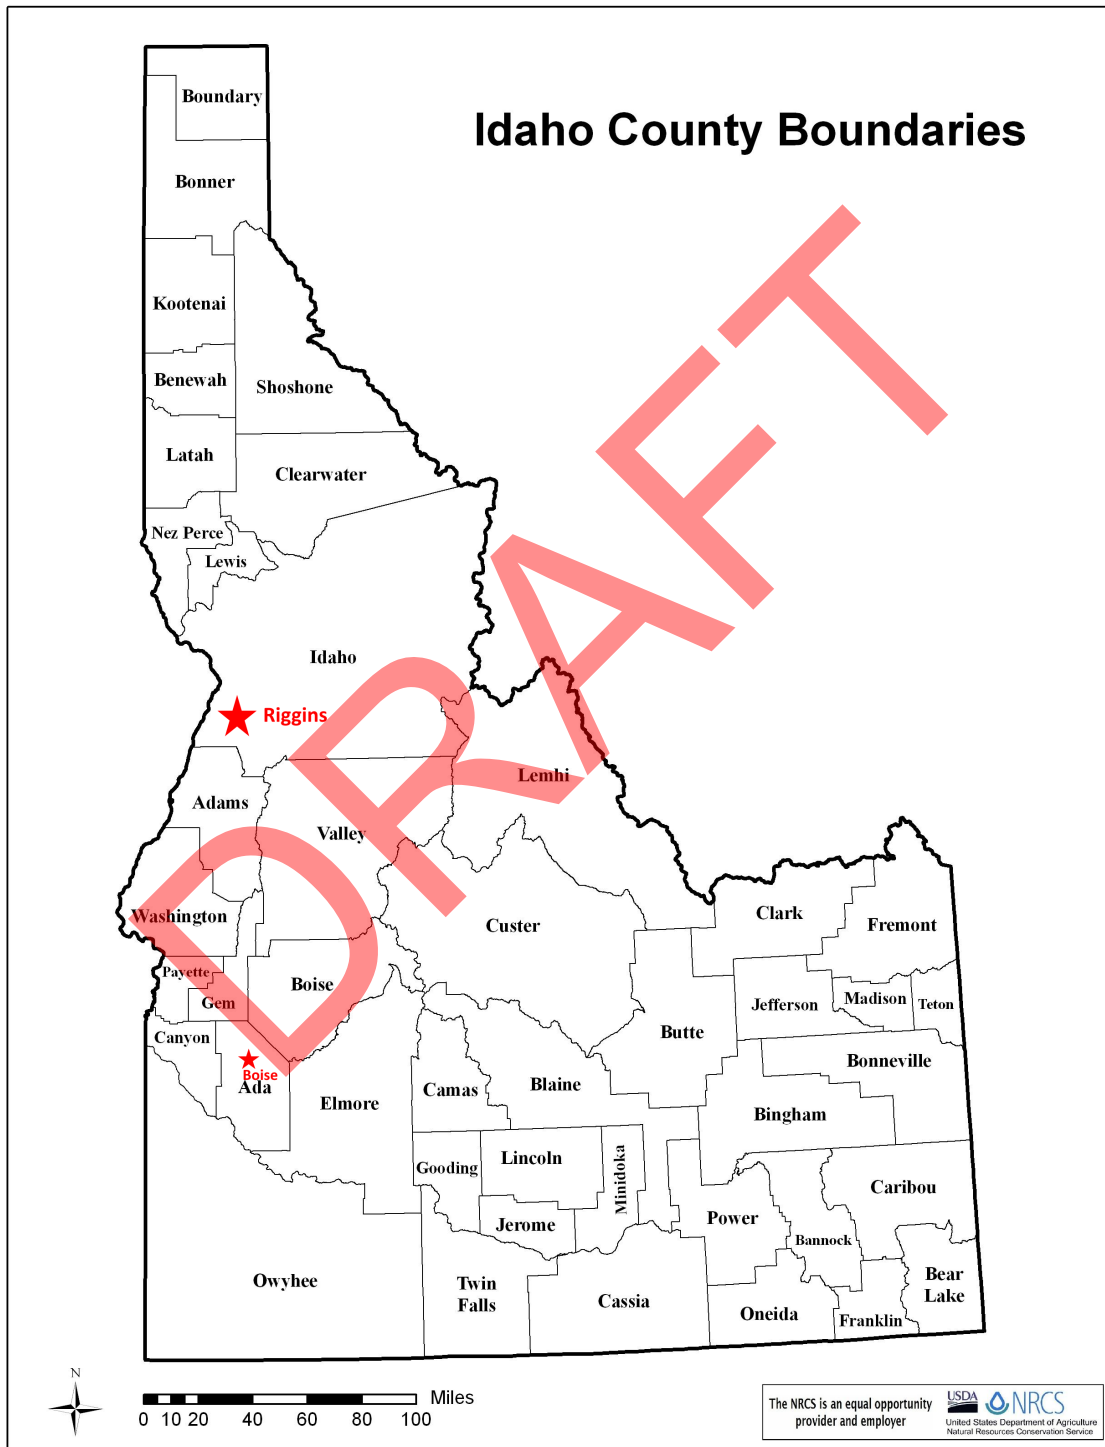 Idaho County Boundaries
Boundary
Bonner
Kootenai
Benewah
Shoshone
Latah
Clearwater
Nez Perce
Lewis
Idaho
Riggins
Lemhi
Adams
Valley
Washington
Custer
Clark
Fremont
Payette
Boise
Gem
Jefferson
Madison
Teton
Canyon
Butte
Boise
Ada
Bonneville
Camas
Blaine
Elmore
Bingham
Gooding
Lincoln
Minidoka
Caribou
Power
Jerome
Bannock
Owyhee
Twin
Falls
Cassia
Bear
Lake
Oneida
Franklin
DRAFT
N
Miles
0 10 20 40 60 80 100
The NRCS is an equal opportunity
provider and employer
USDA NRCS
United States Department of Agriculture
Natural Resources Conservation Service